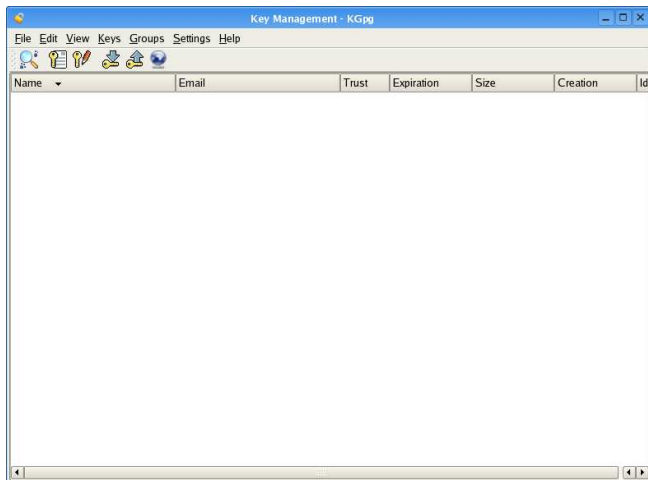 Key Management - KGpg
File Edit View Keys Groups Settings Help
Name Email Trust Expiration Size Creation Id